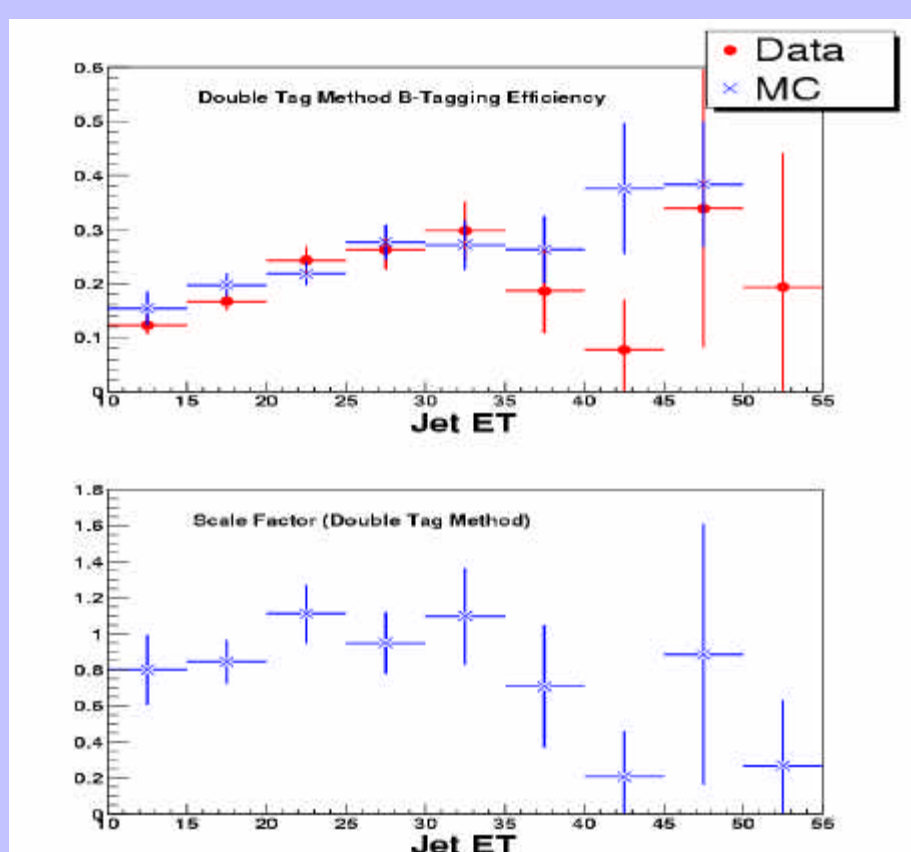 Data
MC
Double Tag Method B-Tagging Efficiency
0.6
0.5
0.4
0.3
0.2
0.1
0
10 15 20 25 30 35 40 45 50 55
Jet ET
Scale Factor (Double Tag Method)
1.8
1.6
1.4
1.2
1
0.8
0.6
0.4
0.2
0
10 15 20 25 30 35 40 45 50 55
Jet ET